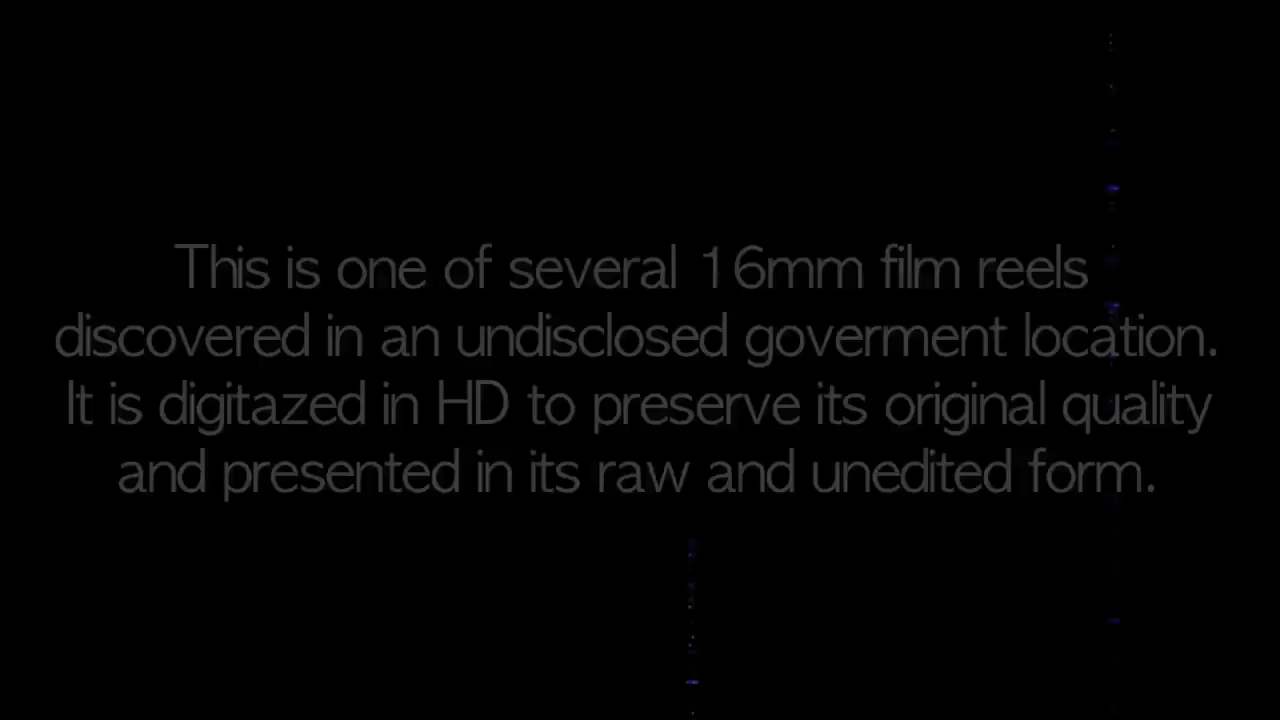 This is one of several 16mm film reels
discovered in an undisclosed goverment location.
It is digitazed in HD to preserve its original quality
and presented in its raw and unedited form.